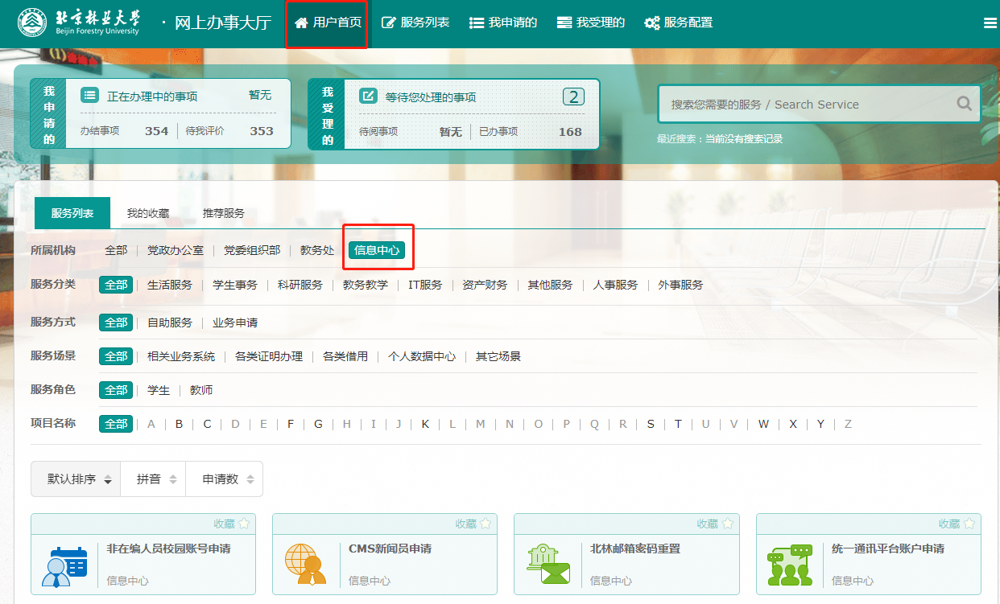 北京林业大学
Beijin Forestry University
· 网上办事大厅
用户首页 服务列表 我申请的 我受理的 服务配置
我申请的
正在办理中的事项 暂无
办结事项 354 待我评价 353
我受理的
等待您处理的事项 2
待阅事项 暂无 已办事项 168
搜索您需要的服务 / Search Service
最近搜索：当前没有搜索记录
服务列表 我的收藏 推荐服务
所属机构 全部 党政办公室 党委组织部 教务处 信息中心
服务分类 全部 生活服务 学生事务 科研服务 教务教学 IT服务 资产财务 其他服务 人事服务 外事服务
服务方式 全部 自助服务 业务申请
服务场景 全部 相关业务系统 各类证明办理 各类借用 个人数据中心 其它场景
服务角色 全部 学生 教师
项目名称 全部 A B C D E F G H I J K L M N O P Q R S T U V W X Y Z
默认排序 拼音 申请数
收藏 收藏 收藏 收藏
非在编人员校园账号申请 CMS新闻员申请 北林邮箱密码重置 统一通讯平台账户申请
信息中心 信息中心 信息中心 信息中心